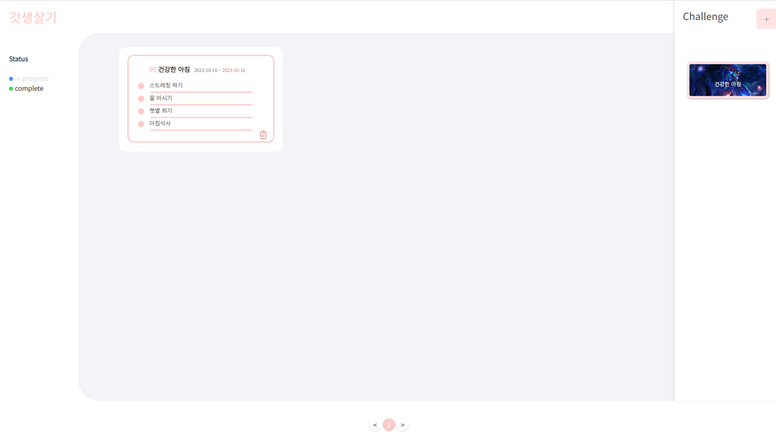 갓생살기
Challenge
+
Status
in progress
complete
건강한 아침 2023-10-16 ~ 2023-10-16
스트레칭 하기
물 마시기
햇볕 쬐기
아침식사
건강한 아침
< 1 >